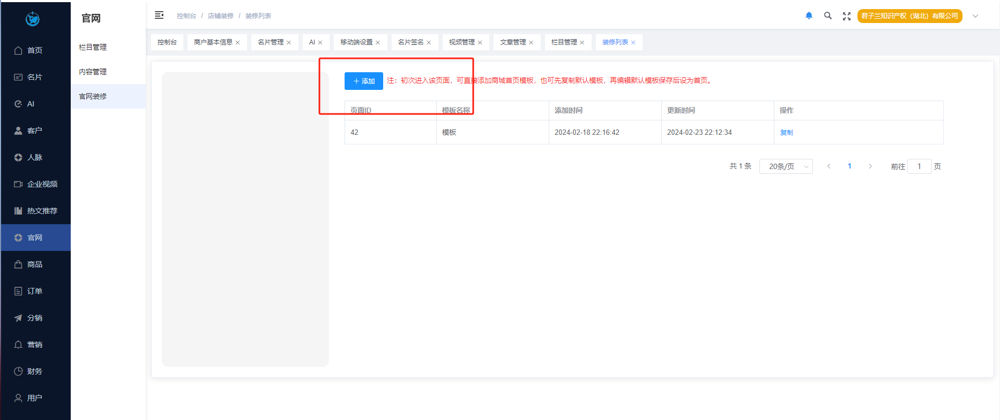 官网
控制台 / 店铺装修 / 装修列表
君子兰知识产权（湖北）有限公司
控制台
商户基本信息
名片管理
AI
移动端设置
名片签名
视频管理
文章管理
栏目管理
装修列表
首页
名片
AI
客户
人脉
企业视频
热文推荐
官网
商品
订单
分销
营销
财务
用户
栏目管理
内容管理
官网装修
添加
注：初次进入该页面，可直接添加商城首页模板，也可先复制默认模板，再编辑默认模板保存后设为首页。
页面ID 模板名称 添加时间 更新时间 操作
42 模板 2024-02-18 22:16:42 2024-02-23 22:12:34 复制
共 1 条 20条/页 1 前往 1 页